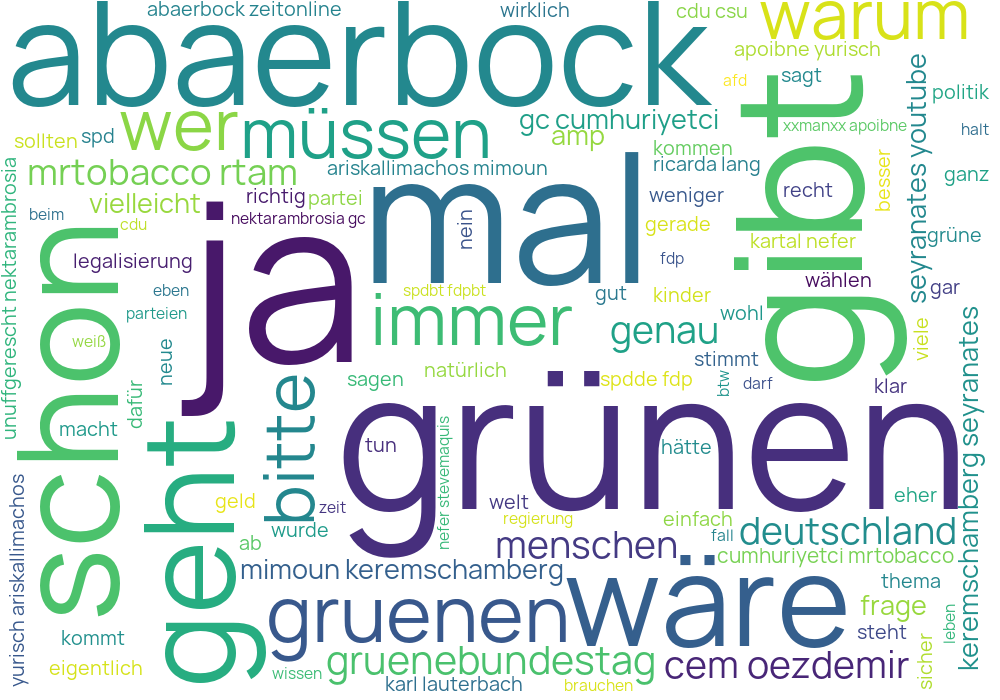 abaerbock zeitonline
wirklich
cdu csu
warum
abaerbock
apoibne yurisch
afd
sagt
politik
sollten
spd
wer
müssen
gc cumhuriyetci
amp
xxmanxx apoibne
halt
kommen
mrtobacco rtam
ariskallimachos mimoun
ricarda lang
besser
ganz
vielleicht
richtig
partei
weniger
recht
gibt
seyranates youtube
unuffgerescht nektarambrosia
beim
cdu
nektarambrosia gc
nein
mal
gerade
kartal nefer
grüne
legalisierung
ja
fdp
wählen
gar
eben
spdbt fdpbt
gut
kinder
parteien
schon
immer
genau
wohl
viele
weiß
neue
stimmt
dafür
sagen
natürlich
spdde fdp
btw
darf
klar
macht
geht
bitte
tun
grünen
hätte
nefer stevemaquis
keremschamberg seyranates
geld
zeit
welt
eher
wurde
regierung
einfach
fall
deutschland
ab
menschen
cumhuriyetci mrtobacco
yurisch ariskallimachos
mimoun keremschamberg
wäre
thema
gruenen
frage
leben
kommt
steht
eigentlich
wissen
gruenebundestag
cem oezdemir
sicher
karl lauterbach
brauchen